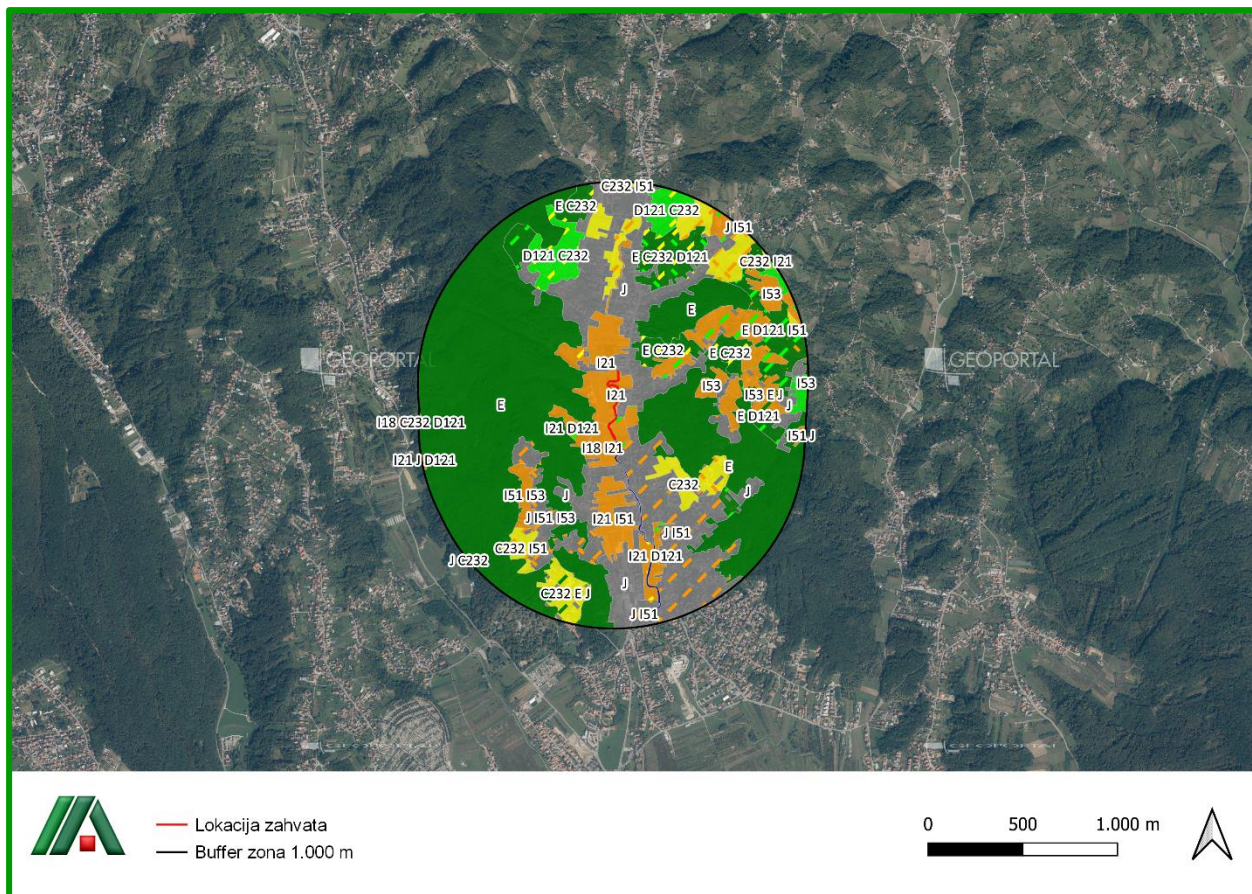 C232 I51
E C232
D121 C232
J I51
D121 C232
E C232 D121
C232 I21
J
I53
E
E D121 I51
GEOPORTAL
E C232
E C232
GEOPORTAL
I21
I53
I53
I53 E J
I21
E
J
E D121
I18 C232 D121
I21 D121
I51 J
I18 I21
I21 J D121
E
C232
I51 I53
J
J
J I51 I53
I21 I51
J I51
C232 I51
I21 D121
J C232
J
C232 E J
J I51
GEOPORTAL
Lokacija zahvata
Buffer zona 1.000 m
0 500 1.000 m